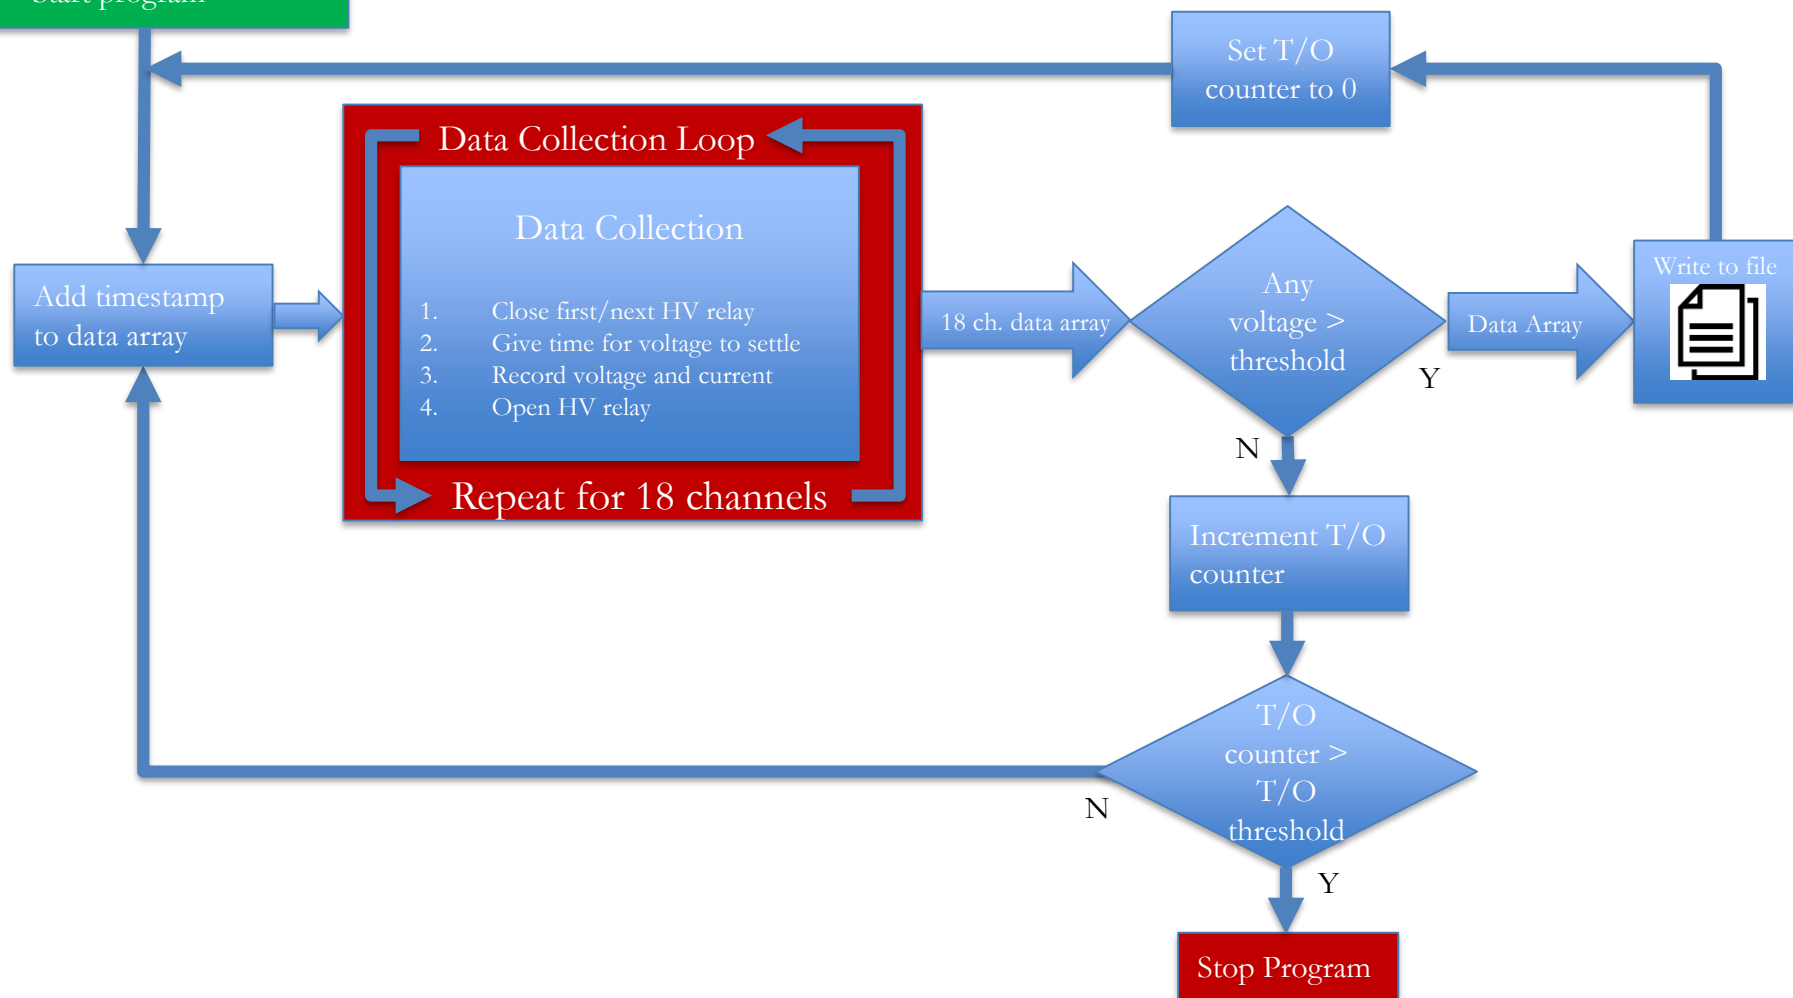 Start program
Set T/O
counter to 0
Data Collection Loop
Data Collection
1. Close first/next HV relay
2. Give time for voltage to settle
3. Record voltage and current
4. Open HV relay
Repeat for 18 channels
Add timestamp
to data array
18 ch. data array
Any
voltage >
threshold
Y
N
Data Array
Write to file
Increment T/O
counter
T/O
counter >
T/O
threshold
N
Y
Stop Program